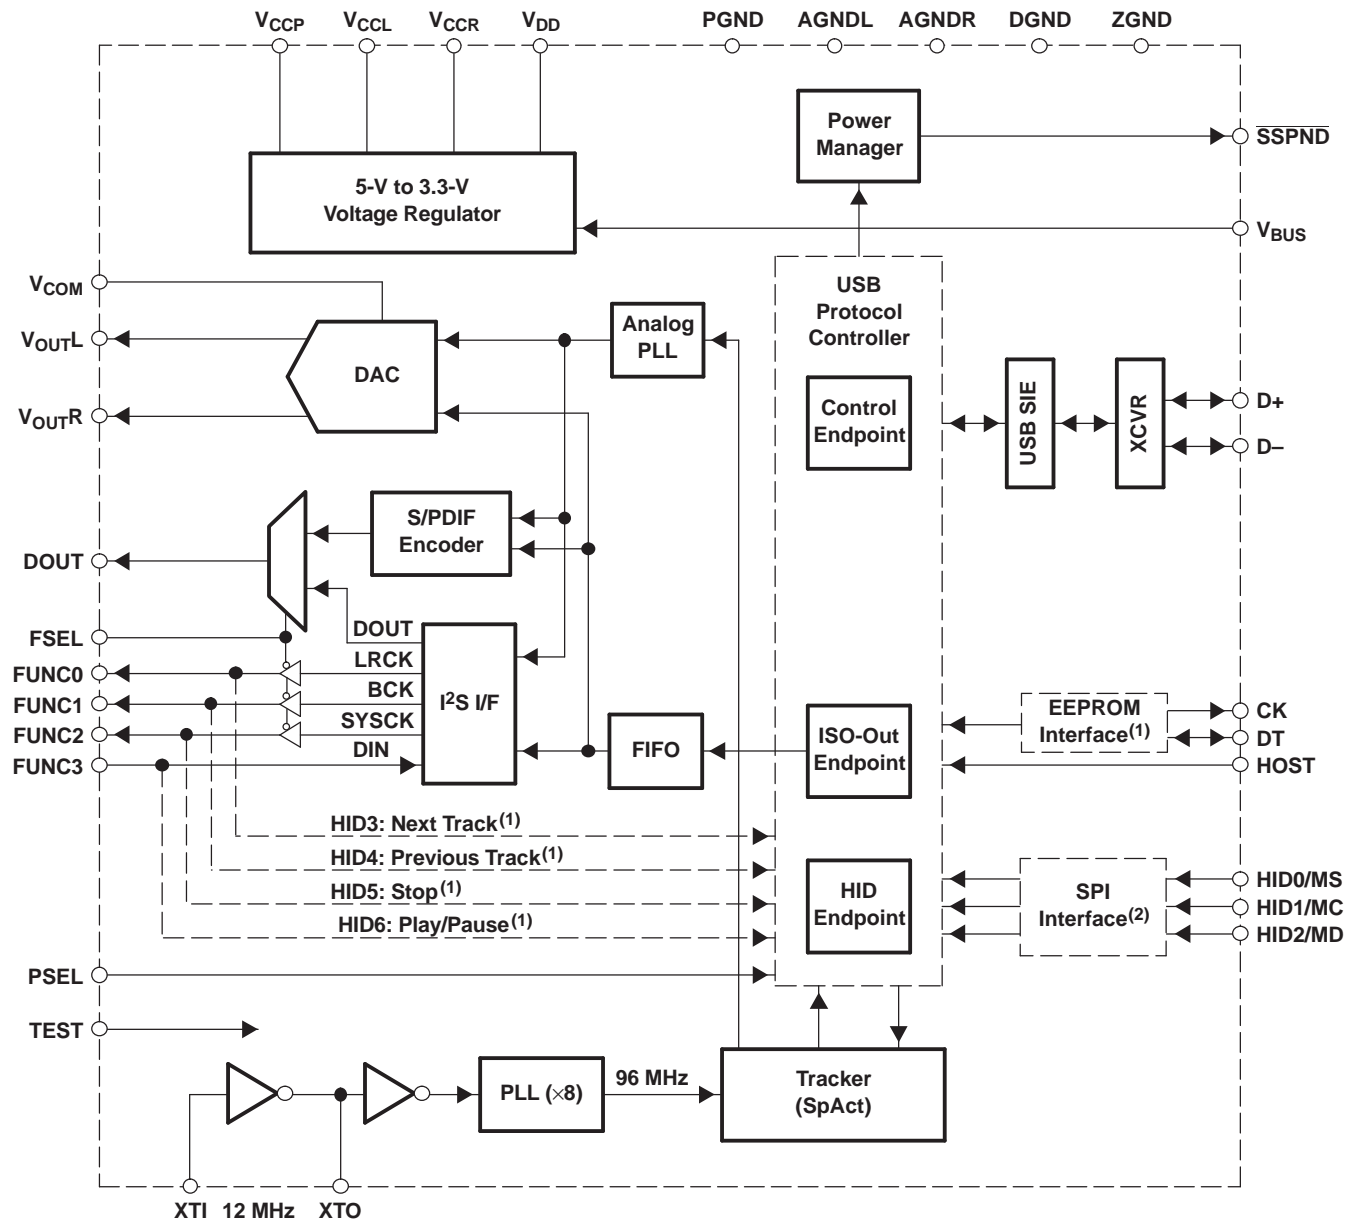 VCCP VCCL VCCR VDD PGND AGNDL AGNDR DGND ZGND
Power
Manager
SSPND
5-V to 3.3-V
Voltage Regulator
VBUS
VCOM
USB
Protocol
Controller
VOUTL
Analog
PLL
DAC
VOUTR
Control
Endpoint
USB SIE
XCVR
D+
D–
S/PDIF
Encoder
DOUT
FSEL
DOUT
FUNC0
LRCK
FUNC1
BCK
I2S I/F
FUNC2
SYSCK
FUNC3
DIN
FIFO
ISO-Out
Endpoint
EEPROM
Interface(1)
CK
DT
HOST
HID3: Next Track(1)
HID4: Previous Track(1)
HID5: Stop(1)
HID6: Play/Pause(1)
HID
Endpoint
SPI
Interface(2)
HID0/MS
HID1/MC
HID2/MD
PSEL
TEST
PLL (×8)
96 MHz
Tracker
(SpAct)
XTI 12 MHz XTO